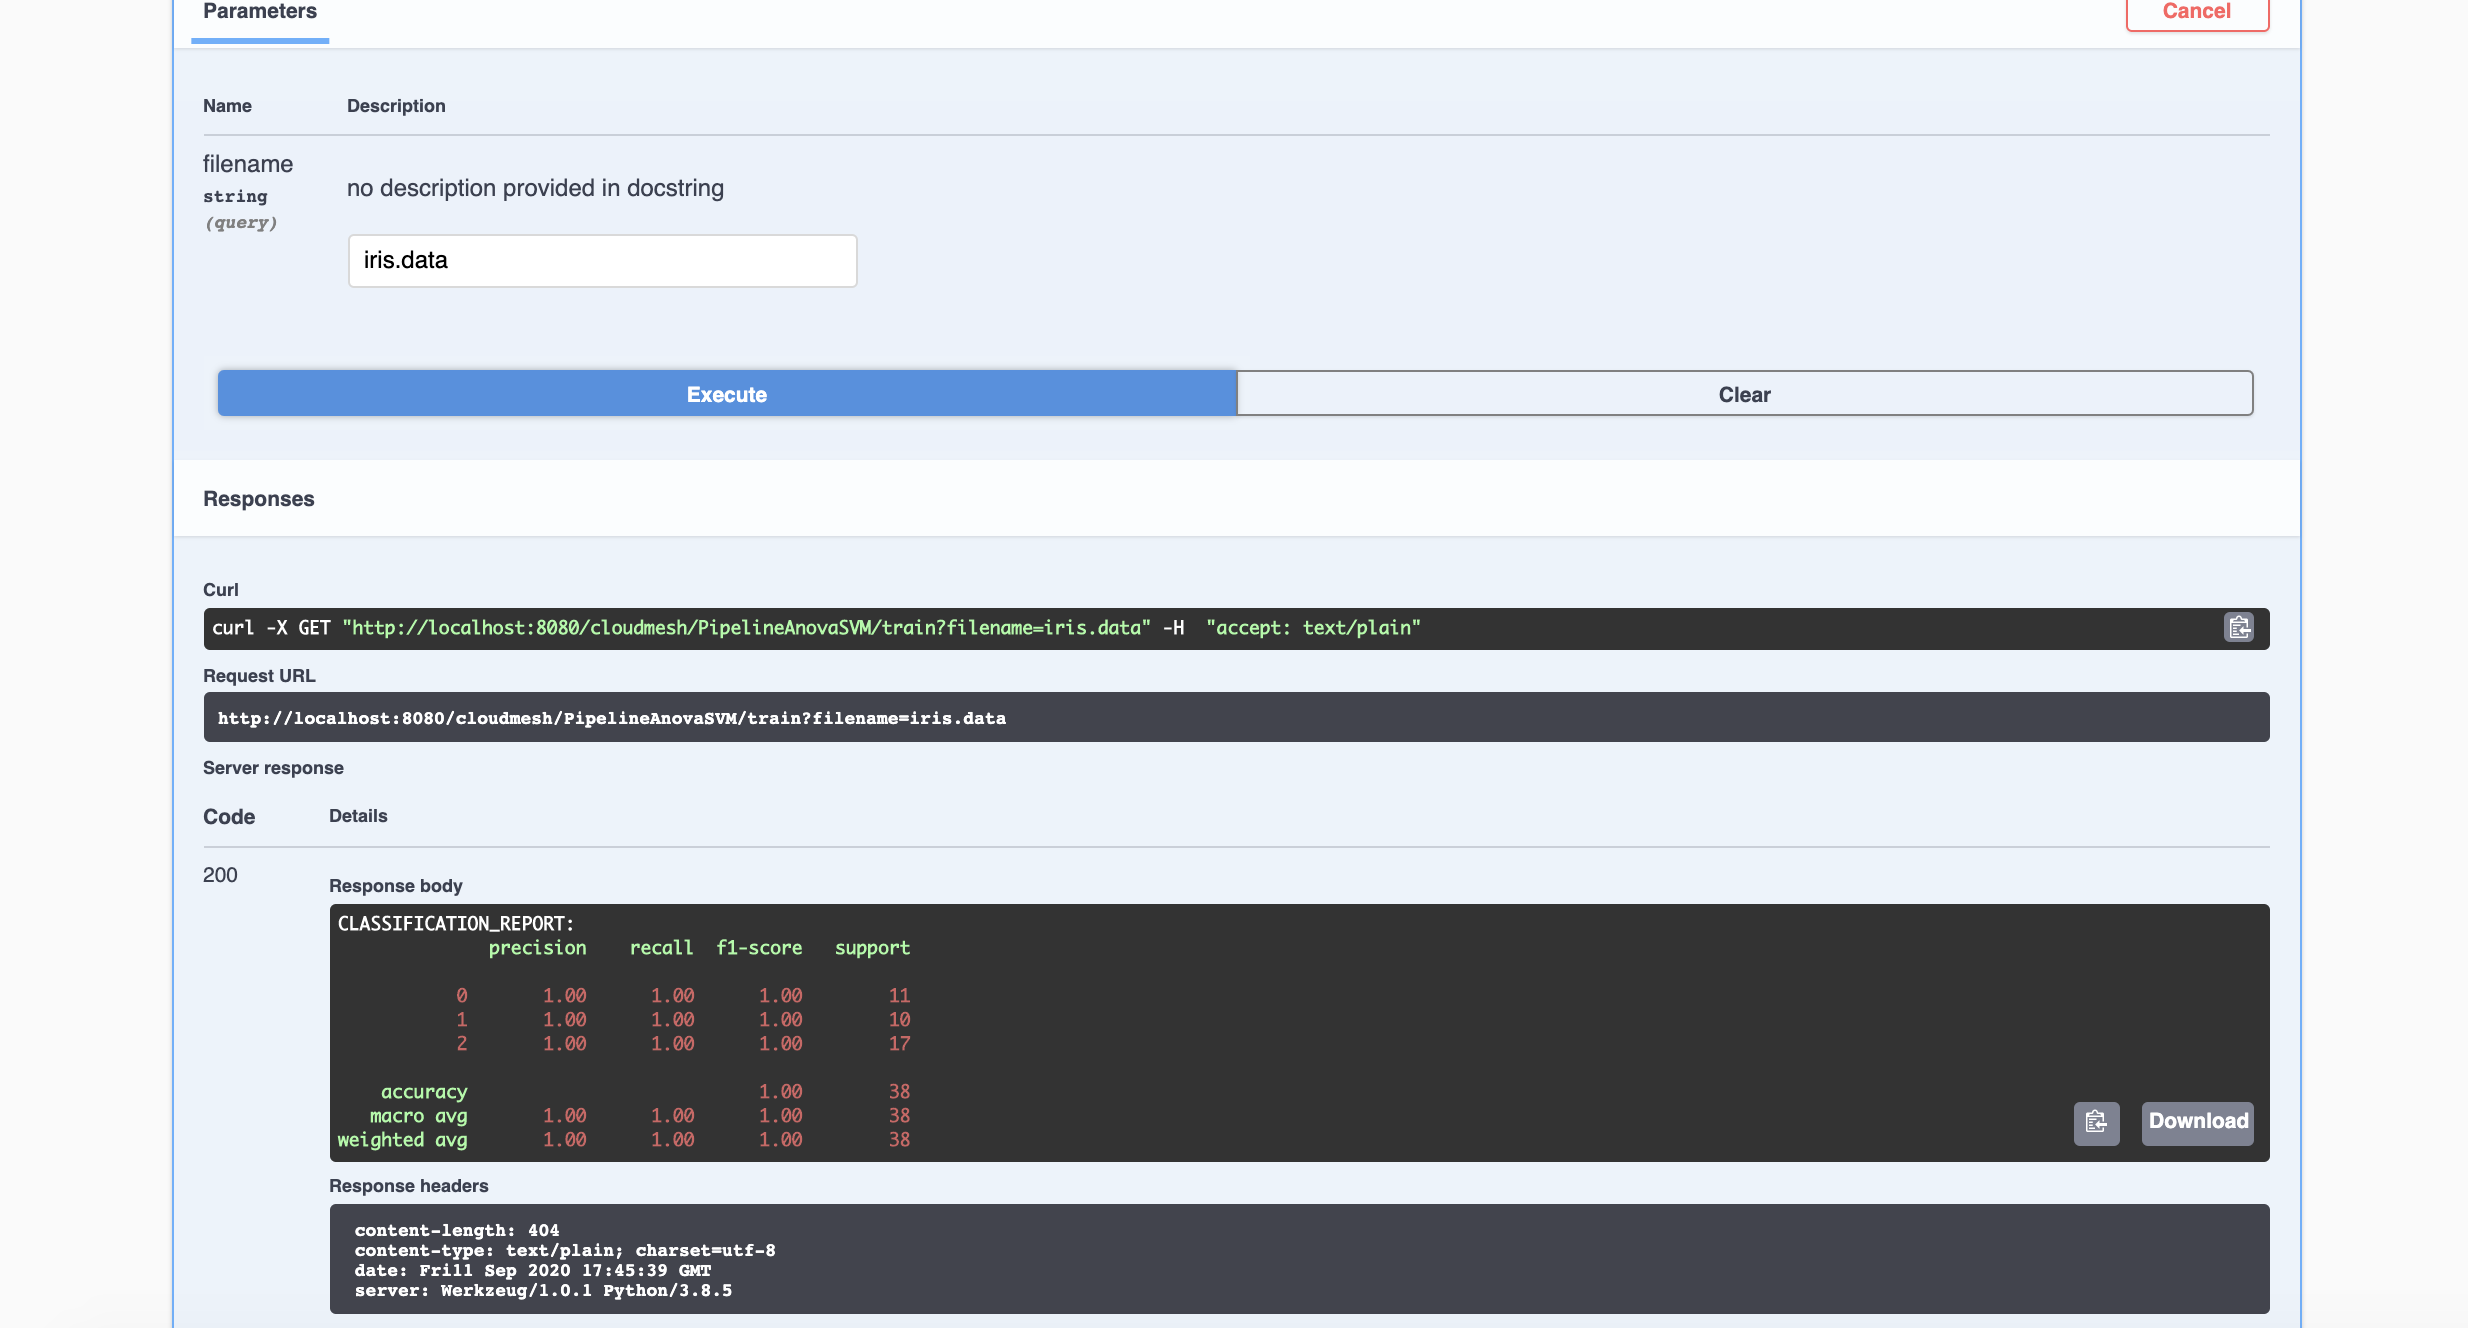 Parameters
Cancel
Name Description
filename
string
(query)
no description provided in docstring
iris.data
Execute Clear
Responses
Curl
curl -X GET "http://localhost:8080/cloudmesh/PipelineAnovaSVM/train?filename=iris.data" -H  "accept: text/plain"
Request URL
http://localhost:8080/cloudmesh/PipelineAnovaSVM/train?filename=iris.data
Server response
Code Details
200
Response body
CLASSIFICATION_REPORT:
precision recall f1-score support
0 1.00 1.00 1.00 11
1 1.00 1.00 1.00 10
2 1.00 1.00 1.00 17
accuracy 1.00 38
macro avg 1.00 1.00 1.00 38
weighted avg 1.00 1.00 1.00 38
Download
Response headers
content-length: 404
content-type: text/plain; charset=utf-8
date: Fri11 Sep 2020 17:45:39 GMT
server: Werkzeug/1.0.1 Python/3.8.5